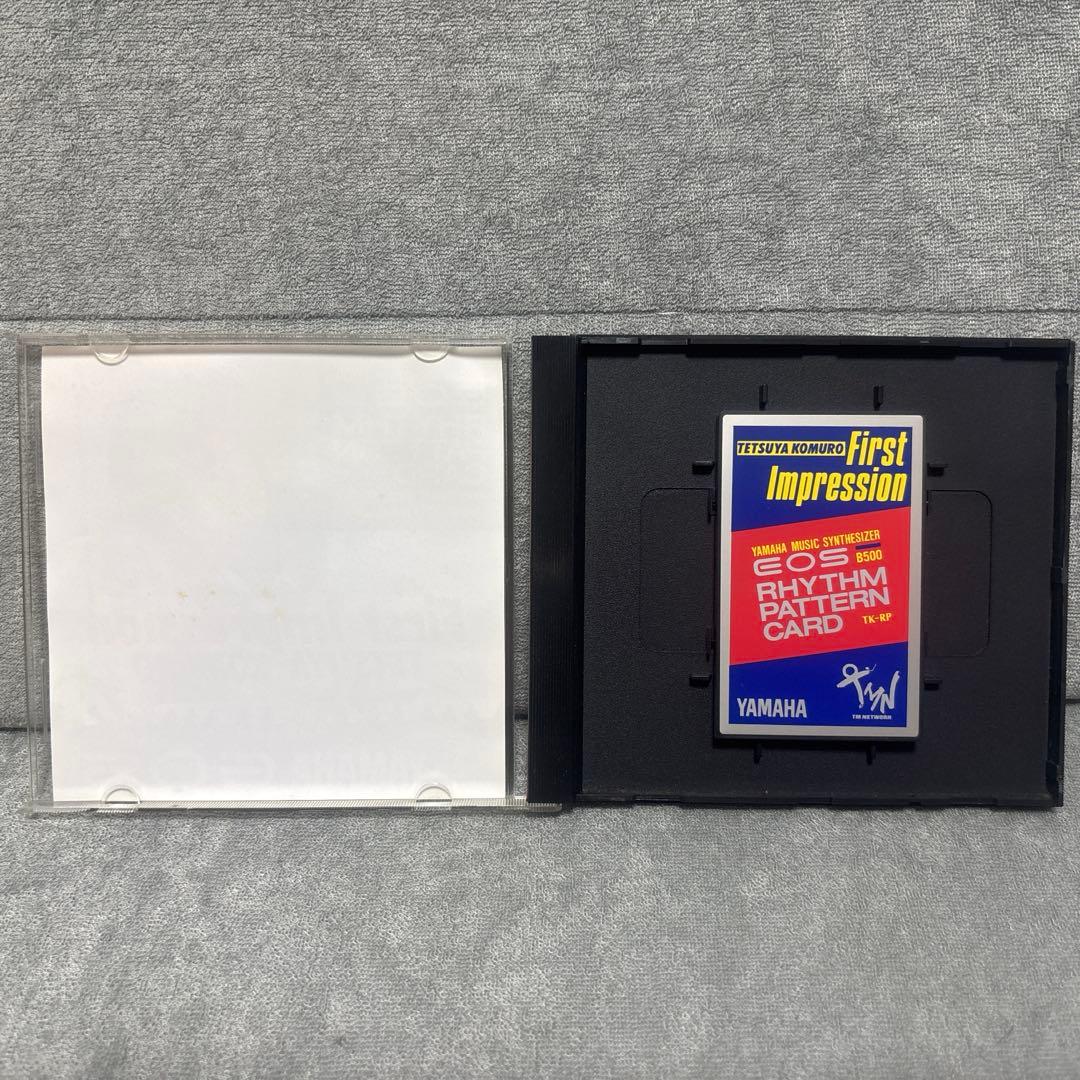 TETSUYA KOMURO First
Impression
YAMAHA MUSIC SYNTHESIZER
EOS B500
RHYTHM
PATTERN
CARD TK-RP
YAMAHA
TMN
TM NETWORK